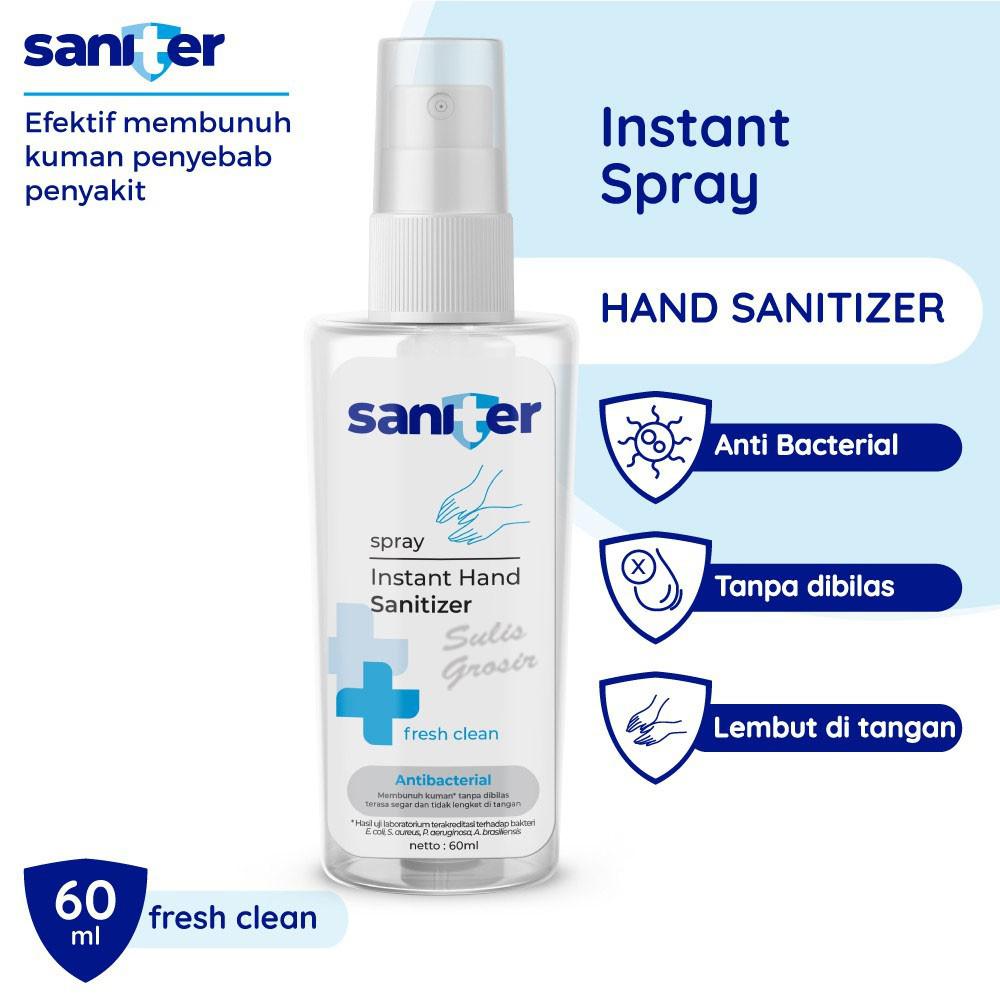 saniter
Efektif membunuh
kuman penyebab
penyakit
Instant
Spray
HAND SANITIZER
Anti Bacterial
X
Tanpa dibilas
Lembut di tangan
saniter
spray
Instant Hand
Sanitizer
Sulis
Grosir
fresh clean
Antibacterial
Membunuh kuman* tanpa dibilas
terasa segar dan tidak lengket di tangan
*Hasil uji laboratorium terakreditasi terhadap bakteri
E. coli, S. aureus, P. aeruginosa, A. brasiliensis
netto : 60ml
60
ml
fresh clean